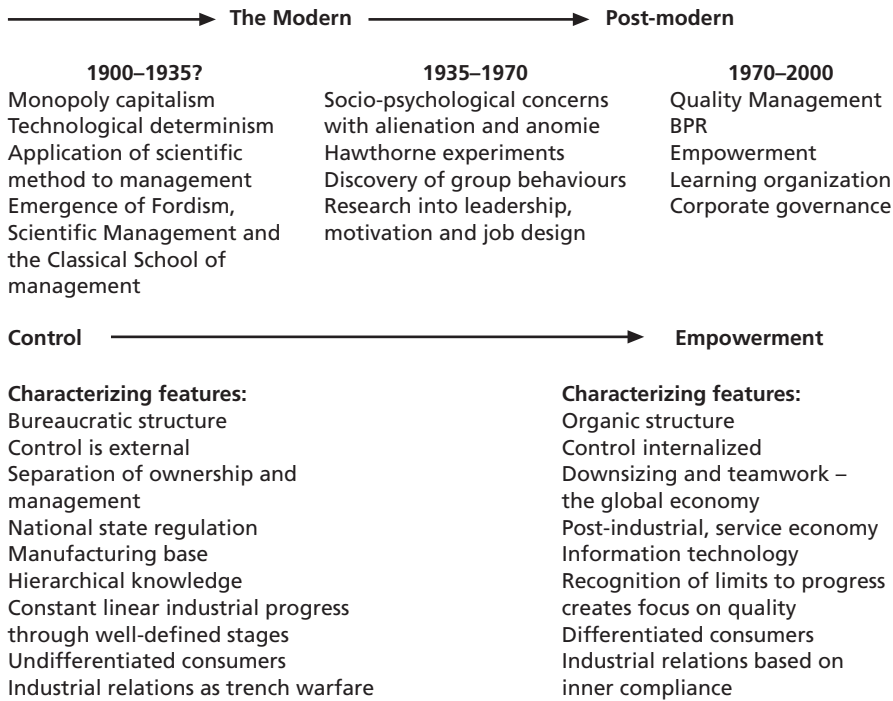 The Modern Post-modern
1900–1935?
Monopoly capitalism
Technological determinism
Application of scientific
method to management
Emergence of Fordism,
Scientific Management and
the Classical School of
management
1935–1970
Socio-psychological concerns
with alienation and anomie
Hawthorne experiments
Discovery of group behaviours
Research into leadership,
motivation and job design
1970–2000
Quality Management
BPR
Empowerment
Learning organization
Corporate governance
Control Empowerment
Characterizing features:
Bureaucratic structure
Control is external
Separation of ownership and
management
National state regulation
Manufacturing base
Hierarchical knowledge
Constant linear industrial progress
through well-defined stages
Undifferentiated consumers
Industrial relations as trench warfare
Characterizing features:
Organic structure
Control internalized
Downsizing and teamwork –
the global economy
Post-industrial, service economy
Information technology
Recognition of limits to progress
creates focus on quality
Differentiated consumers
Industrial relations based on
inner compliance